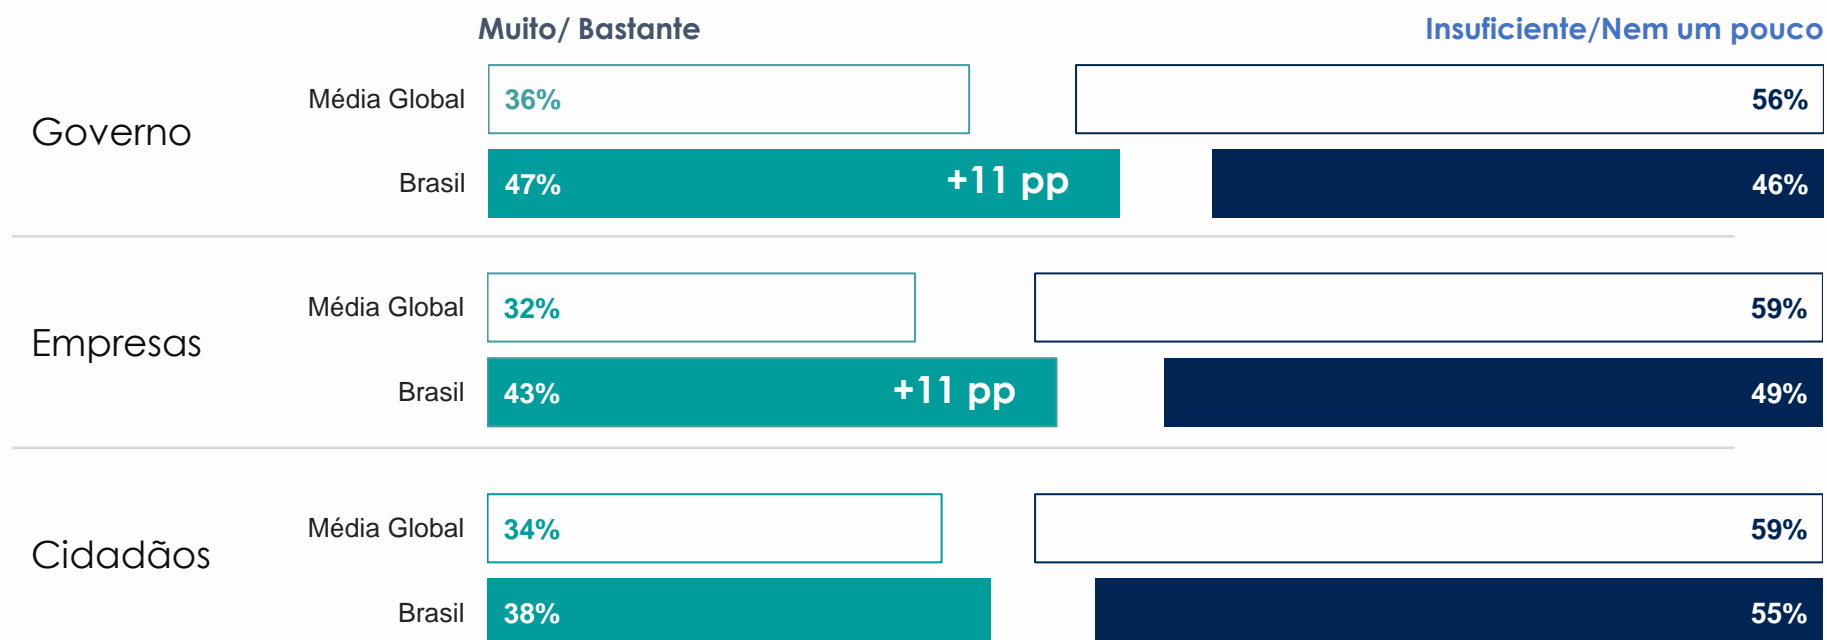 Muito/ Bastante
Insuficiente/Nem um pouco
Governo
Média Global
36%
56%
Brasil
47%
+11 pp
46%
Empresas
Média Global
32%
59%
Brasil
43%
+11 pp
49%
Cidadãos
Média Global
34%
59%
Brasil
38%
55%